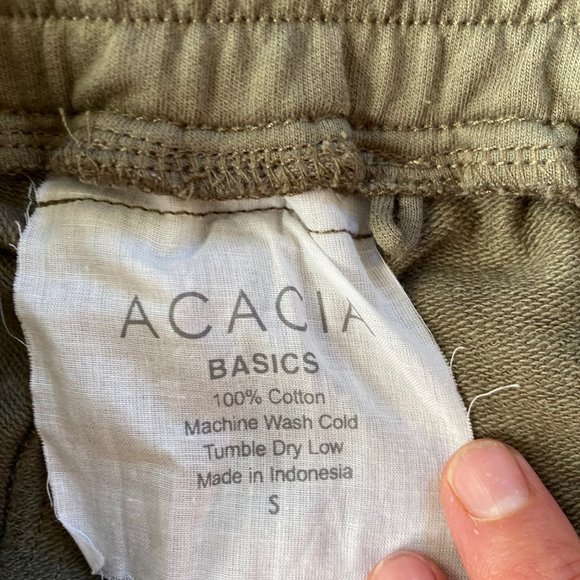 ACACIA
BASICS
100% Cotton
Machine Wash Cold
Tumble Dry Low
Made in Indonesia
S